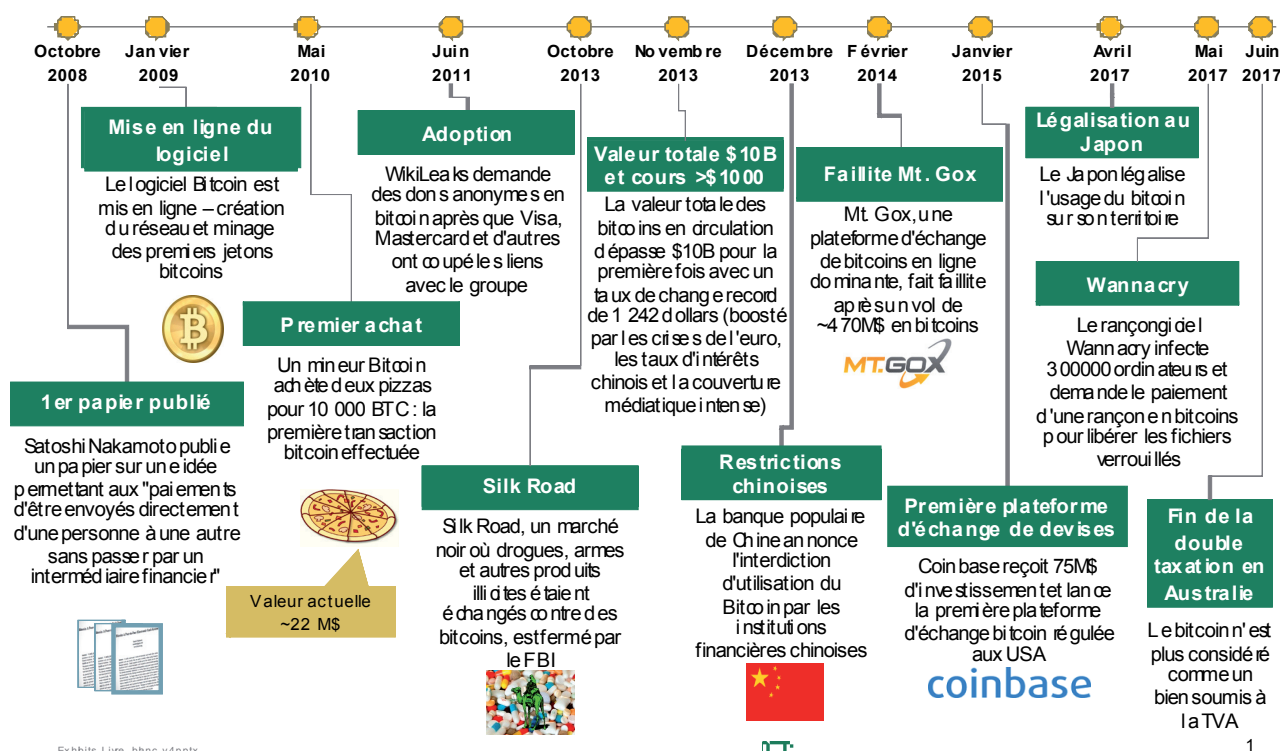 Octobre
2008
Janvier
2009
Mai
2010
Juin
2011
Octobre
2013
Novembre
2013
Décembre
2013
Février
2014
Janvier
2015
Avril
2017
Mai
2017
Juin
2017
Mise en ligne du
logiciel
Le logiciel Bitcoin est
mis en ligne – création
du réseau et minage
des premiers jetons
bitcoins
Adoption
WikiLeaks demande
des dons anonymes en
bitcoin après que Visa,
Mastercard et d'autres
ont coupé les liens
avec le groupe
Valeur totale $10B
et cours >$1000
La valeur totale des
bitcoins en circulation
dépasse $10B pour la
première fois avec un
taux de change record
de 1 242 dollars (boosté
par les crises de l'euro,
les taux d'intérêts
chinois et la couverture
médiatique intense)
Faillite Mt. Gox
Mt. Gox, une
plateforme d'échange
de bitcoins en ligne
dominante, fait faillite
après un vol de
~470M$ en bitcoins
MT.GOX
Légalisation au
Japon
Le Japon légalise
l'usage du bitcoin
sur son territoire
Wannacry
Le rançongidel
Wannacry infecte
300000 ordinateurs et
demande le paiement
d'une rançon en bitcoins
pour libérer les fichiers
verrouillés
Premier achat
Un mineur Bitcoin
achète deux pizzas
pour 10 000 BTC : la
première transaction
bitcoin effectuée
Valeur actuelle
~22 M$
1er papier publié
Satoshi Nakamoto publie
un papier sur une idée
permettant aux "paiements
d'être envoyés directement
d'une personne à une autre
sans passer par un
intermédiaire financier"
Silk Road
Silk Road, un marché
noir où drogues, armes
et autres produits
illicites étaient
échangés contre des
bitcoins, est fermé par
le FBI
Restrictions
chinoises
La banque populaire
de Chine annonce
l'interdiction
d'utilisation du
Bitcoin par les
institutions
financières chinoises
Première plateforme
d'échange de devises
Coinbase reçoit 75M$
d'investissement et lance
la première plateforme
d'échange bitcoin régulée
aux USA
coinbase
Fin de la
double
taxation en
Australie
Le bitcoin n'est
plus considéré
comme un
bien soumis à
la TVA
1